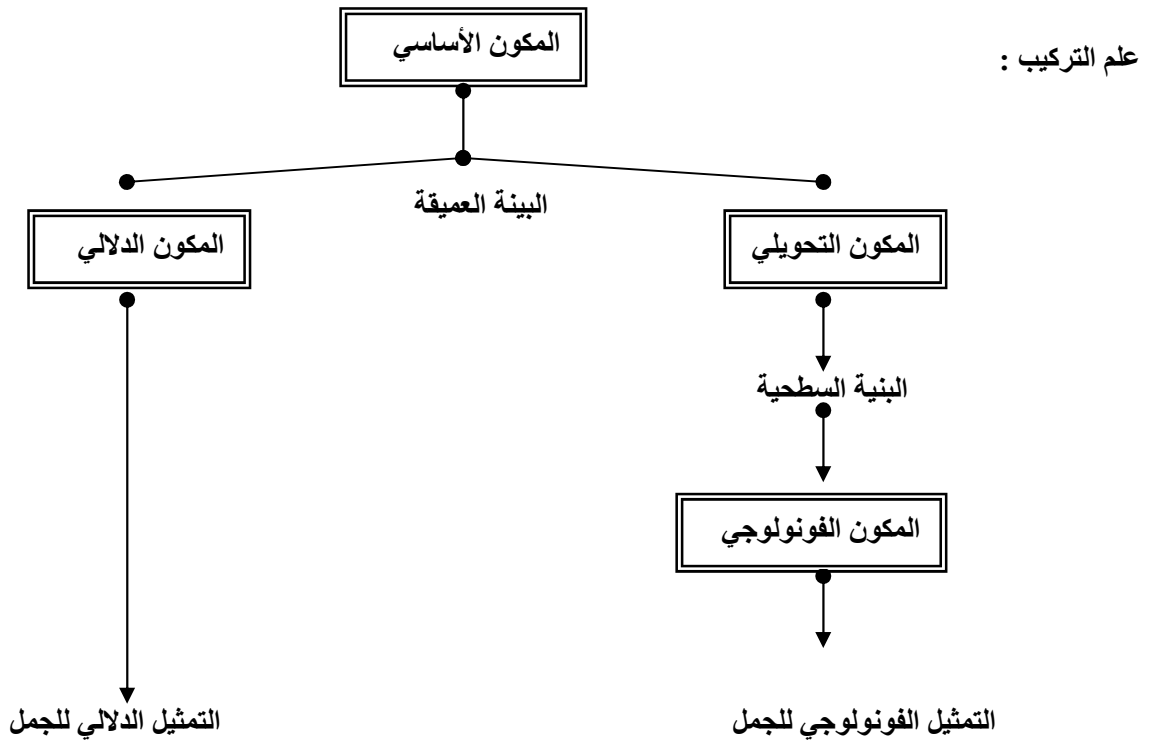 علم التركيب :
المكون الأساسي
البينة العميقة
المكون التحويلي
المكون الدلالي
البنية السطحية
المكون الفونولوجي
التمثيل الفونولوجي للجمل
التمثيل الدلالي للجمل